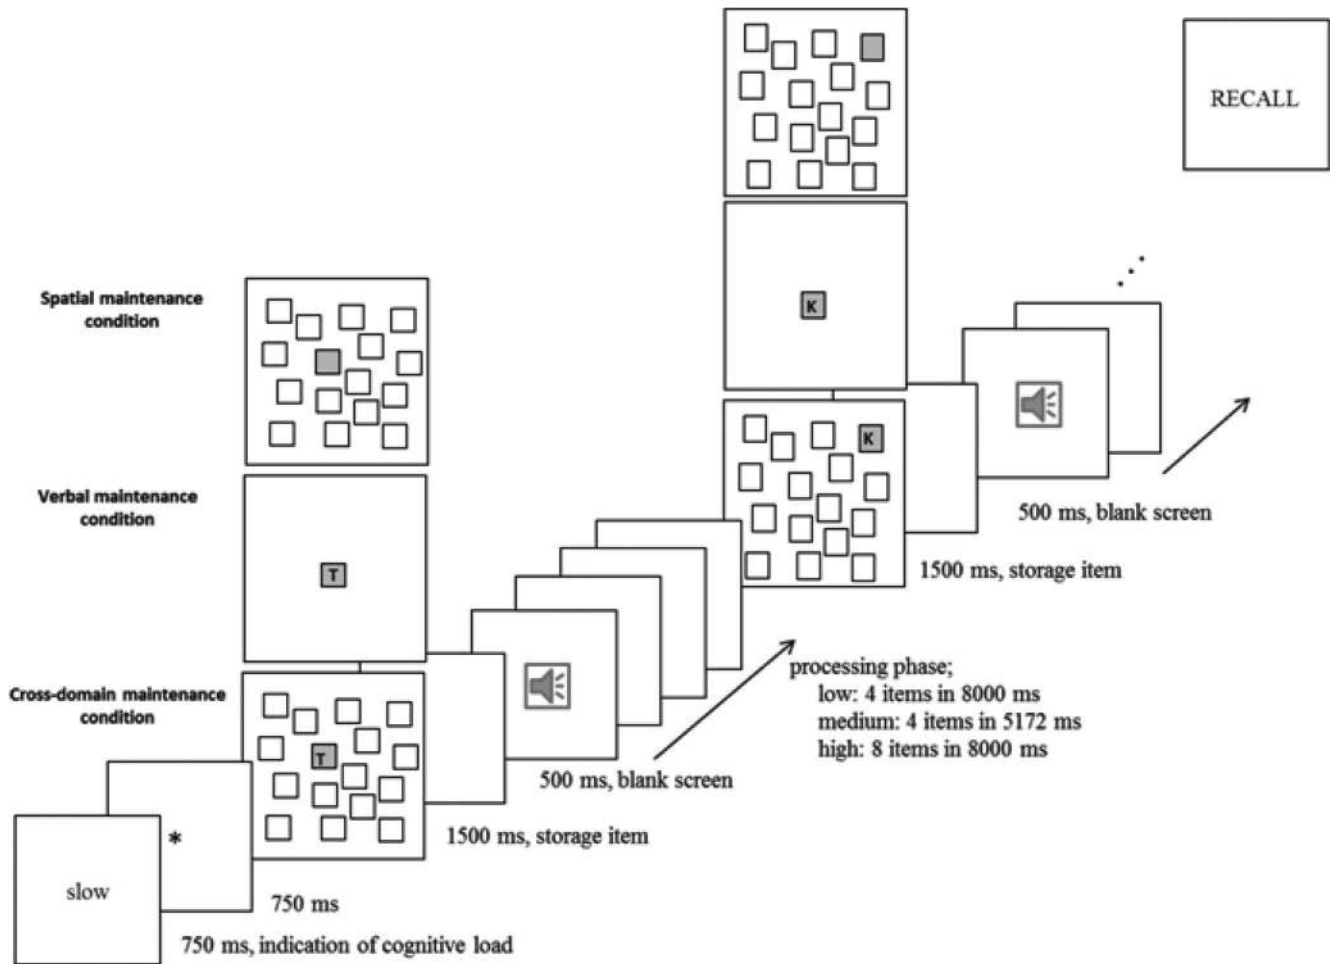 RECALL
Spatial maintenance
condition
K
K
500 ms, blank screen
1500 ms, storage item
Verbal maintenance
condition
T
processing phase;
low: 4 items in 8000 ms
medium: 4 items in 5172 ms
high: 8 items in 8000 ms
Cross-domain maintenance
condition
T
500 ms, blank screen
1500 ms, storage item
*
slow
750 ms
750 ms, indication of cognitive load